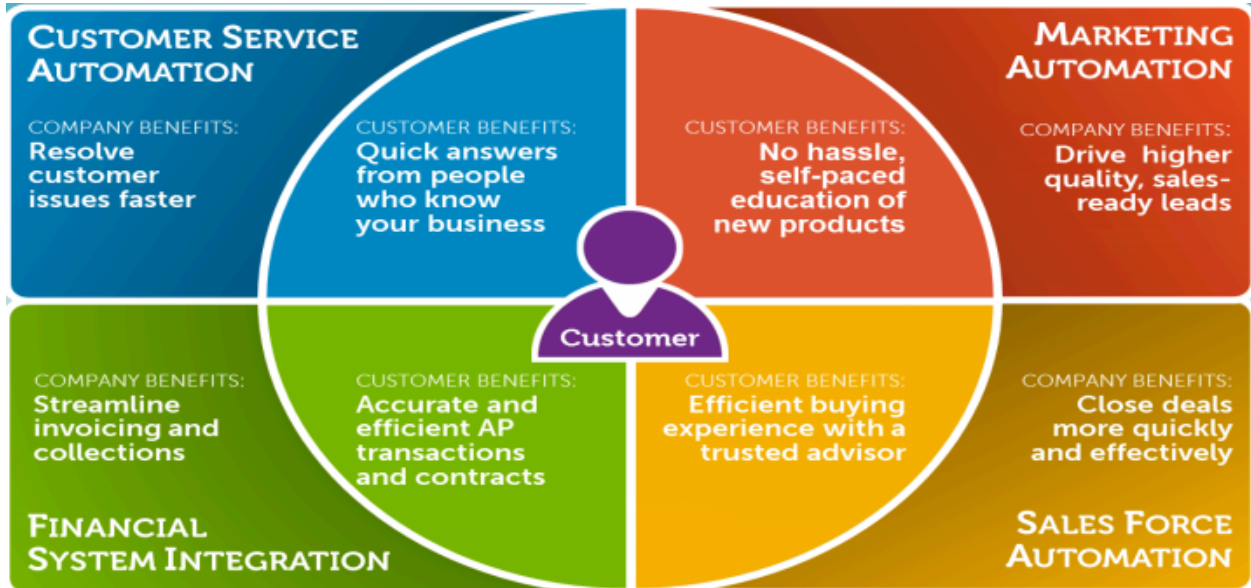 CUSTOMER SERVICE
AUTOMATION
COMPANY BENEFITS:
Resolve
customer
issues faster
CUSTOMER BENEFITS:
Quick answers
from people
who know
your business
MARKETING
AUTOMATION
CUSTOMER BENEFITS:
No hassle,
self-paced
education of
new products
COMPANY BENEFITS:
Drive higher
quality, sales-
ready leads
Customer
COMPANY BENEFITS:
Streamline
invoicing and
collections
CUSTOMER BENEFITS:
Accurate and
efficient AP
transactions
and contracts
FINANCIAL
SYSTEM INTEGRATION
CUSTOMER BENEFITS:
Efficient buying
experience with a
trusted advisor
COMPANY BENEFITS:
Close deals
more quickly
and effectively
SALES FORCE
AUTOMATION